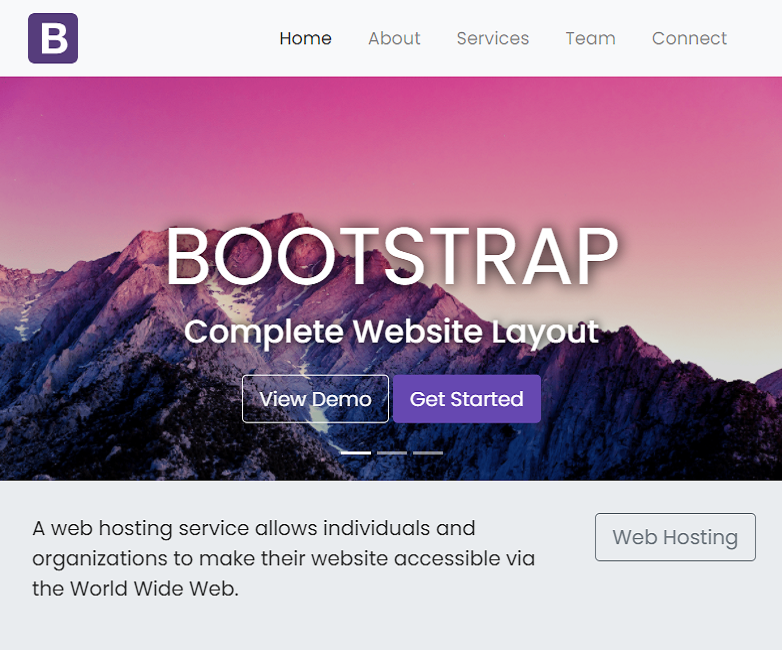 B
Home About Services Team Connect
BOOTSTRAP
Complete Website Layout
View Demo Get Started
A web hosting service allows individuals and
organizations to make their website accessible via
the World Wide Web.
Web Hosting